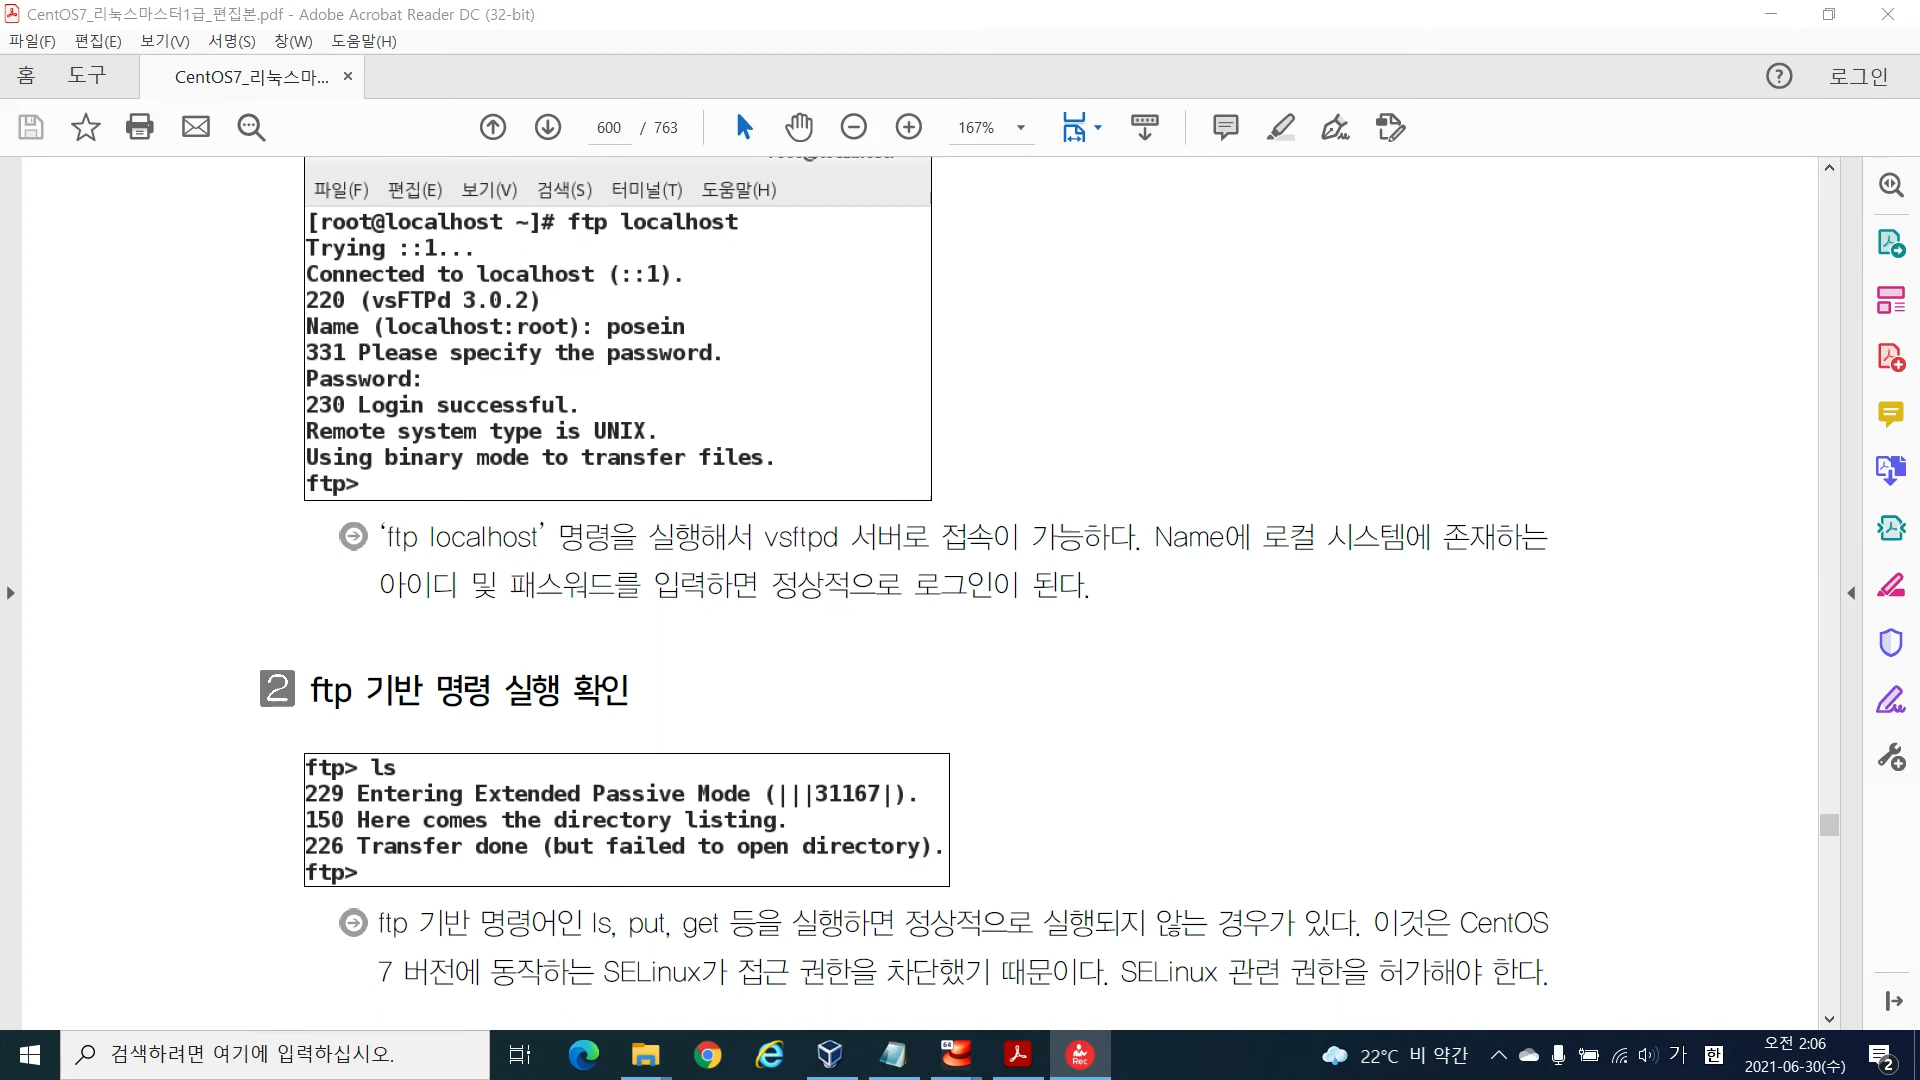 CentOS7_리눅스마스터1급_편집본.pdf - Adobe Acrobat Reader DC (32-bit)
파일(F) 편집(E) 보기(V) 서명(S) 창(W) 도움말(H)
홈 도구 CentOS7_리눅스마... × 로그인
600 / 763 167%
파일(F) 편집(E) 보기(V) 검색(S) 터미널(T) 도움말(H)
[root@localhost ~]# ftp localhost
Trying ::1...
Connected to localhost (::1).
220 (vsFTPd 3.0.2)
Name (localhost:root): posein
331 Please specify the password.
Password:
230 Login successful.
Remote system type is UNIX.
Using binary mode to transfer files.
ftp>
‘ftp localhost’ 명령을 실행해서 vsftpd 서버로 접속이 가능하다. Name에 로컬 시스템에 존재하는
아이디 및 패스워드를 입력하면 정상적으로 로그인이 된다.
2 ftp 기반 명령 실행 확인
ftp> ls
229 Entering Extended Passive Mode (|||31167|).
150 Here comes the directory listing.
226 Transfer done (but failed to open directory).
ftp>
ftp 기반 명령어인 ls, put, get 등을 실행하면 정상적으로 실행되지 않는 경우가 있다. 이것은 CentOS
7 버전에 동작하는 SELinux가 접근 권한을 차단했기 때문이다. SELinux 관련 권한을 허가해야 한다.
검색하려면 여기에 입력하십시오.
64
Rec
22°C 비 약간
가 한
오전 2:06
2021-06-30(수)
2